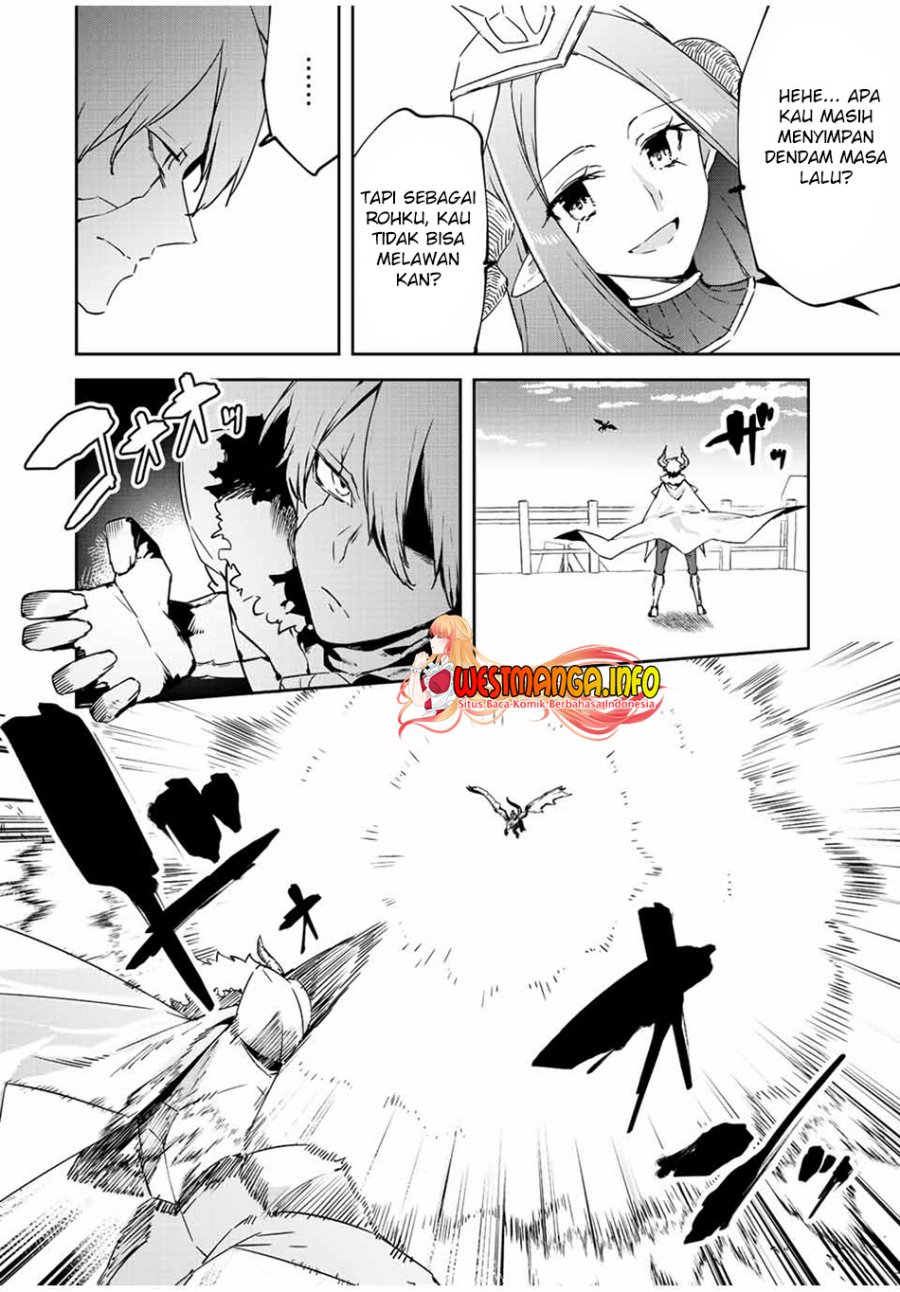 HEHE... APA
KAU MASIH
MENYIMPAN
DENDAM MASA
LALU?
TAPI SEBAGAI
ROHKU, KAU
TIDAK BISA
MELAWAN
KAN?
......
ザッ
ゴオオオッ
WESTMANGA.INFO
Situs Baca Komik Berbahasa Indonesia